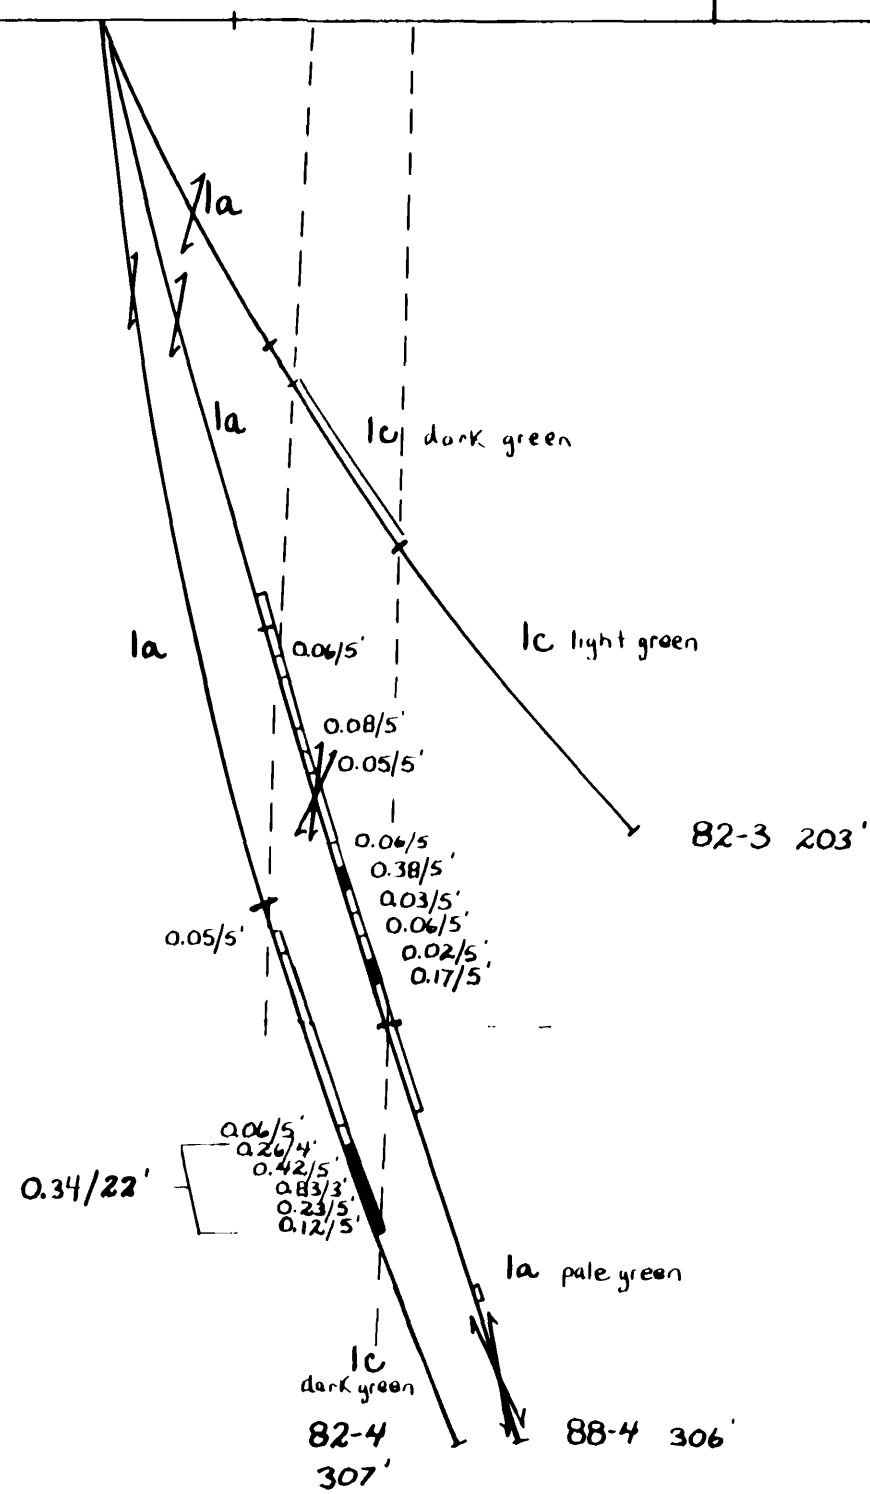 1a
1a
1c dark green
1a
1c light green
0.06/5'
0.08/5'
0.05/5'
82-3 203'
0.06/5
0.38/5'
0.03/5'
0.06/5'
0.02/5'
0.17/5'
0.05/5'
0.06/5'
0.26/4'
0.42/5'
0.83/3'
0.23/5'
0.12/5'
0.34/22'
1a pale green
1c
dark green
82-4
307'
88-4 306'